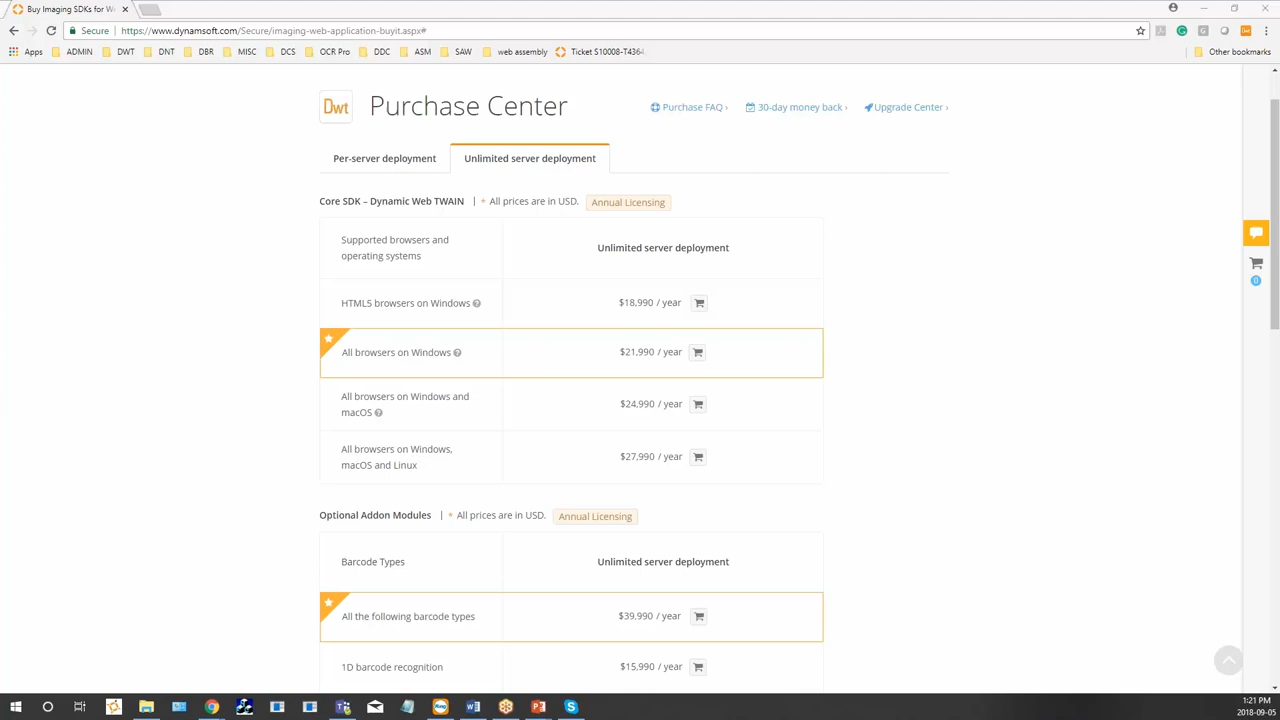 Buy Imaging SDKs for W
Secure
https://www.dynamsoft.com/Secure/imaging-web-application-buyit.aspx#
Apps
ADMIN
DWT
DNT
DBR
MISC
DCS
OCR Pro
DDC
ASM
SAW
web assembly
Ticket S10008-T4364
Other bookmarks
Dwt
Purchase Center
Purchase FAQ ›
30-day money back ›
Upgrade Center ›
Per-server deployment
Unlimited server deployment
Core SDK – Dynamic Web TWAIN | * All prices are in USD. Annual Licensing
Supported browsers and
operating systems
Unlimited server deployment
HTML5 browsers on Windows
$18,990 / year
All browsers on Windows
$21,990 / year
All browsers on Windows and
macOS
$24,990 / year
All browsers on Windows,
macOS and Linux
$27,990 / year
0
Optional Addon Modules | * All prices are in USD. Annual Licensing
Barcode Types
Unlimited server deployment
All the following barcode types
$39,990 / year
1D barcode recognition
$15,990 / year
1:21 PM
2018-09-05